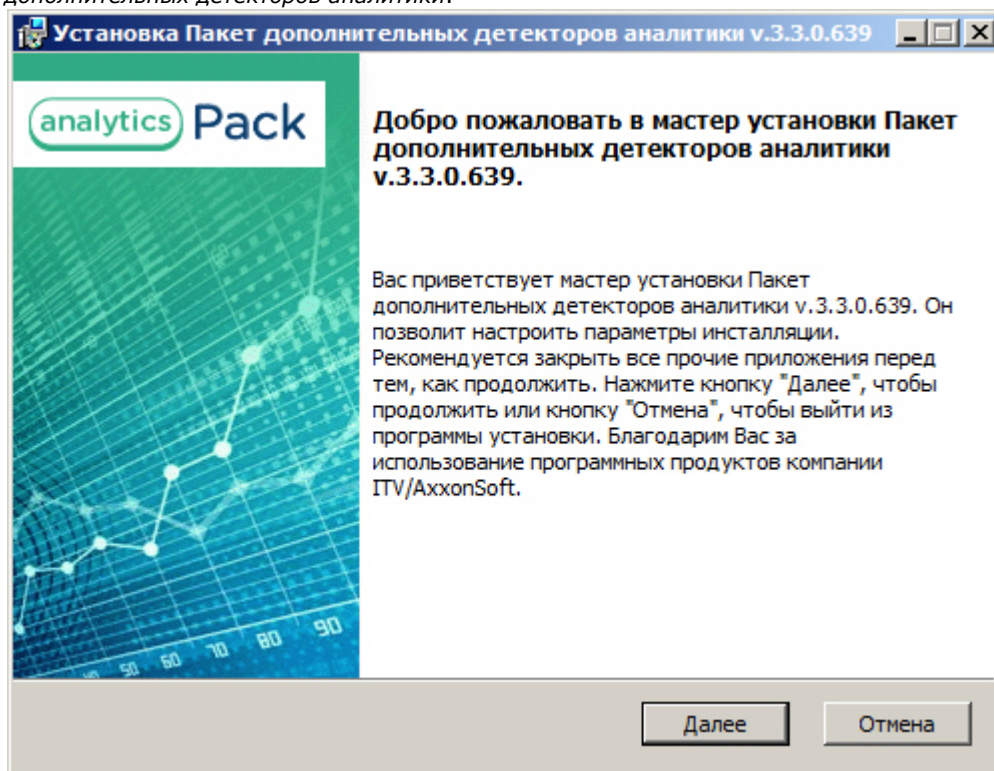 дополнительных детекторов аналитики.
Установка Пакет дополнительных детекторов аналитики v.3.3.0.639
analytics Pack
Добро пожаловать в мастер установки Пакет
дополнительных детекторов аналитики
v.3.3.0.639.
Вас приветствует мастер установки Пакет
дополнительных детекторов аналитики v.3.3.0.639. Он
позволит настроить параметры инсталляции.
Рекомендуется закрыть все прочие приложения перед
тем, как продолжить. Нажмите кнопку "Далее", чтобы
продолжить или кнопку "Отмена", чтобы выйти из
программы установки. Благодарим Вас за
использование программных продуктов компании
ITV/AxxonSoft.
50 60 70 80 90
Далее Отмена